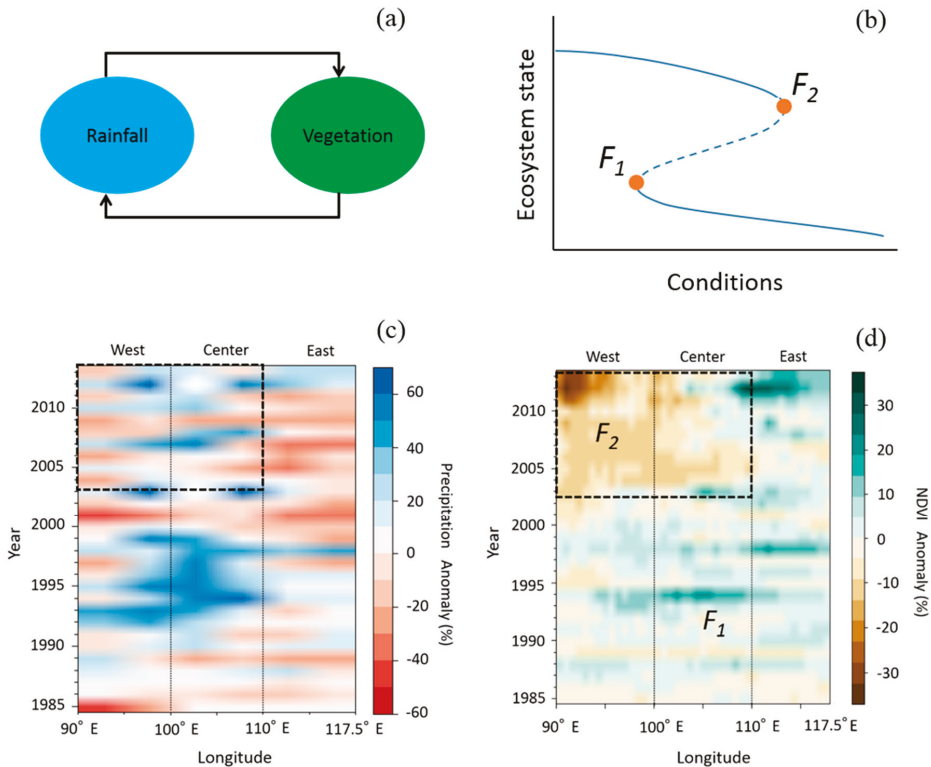 (a)
Rainfall
Vegetation
(b)
Ecosystem state
F2
F1
Conditions
(c)
West Center East
2010
2005
2000
1995
1990
1985
Year
90° E 100° E 110° E 117.5° E
Longitude
60
40
20
0
-20
-40
-60
Precipitation Anomaly (%)
(d)
West Center East
2010
2005
2000
1995
1990
1985
Year
F2
F1
90° E 100° E 110° E 117.5° E
Longitude
30
20
10
0
-10
-20
-30
NDVI Anomaly (%)